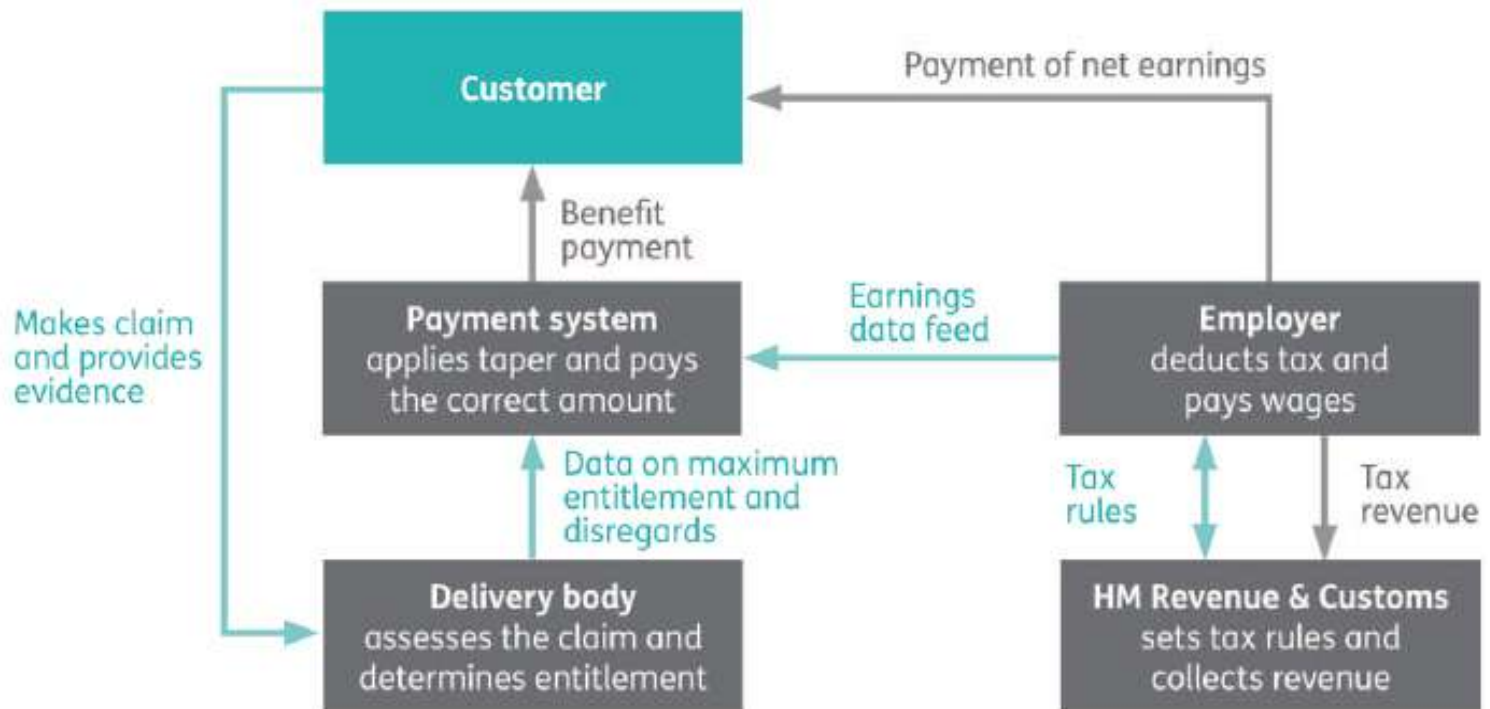 Customer
Payment of net earnings
Benefit
payment
Makes claim
and provides
evidence
Payment system
applies taper and pays
the correct amount
Earnings
data feed
Employer
deducts tax and
pays wages
Data on maximum
entitlement and
disregards
Tax
rules
Tax
revenue
Delivery body
assesses the claim and
determines entitlement
HM Revenue & Customs
sets tax rules and
collects revenue